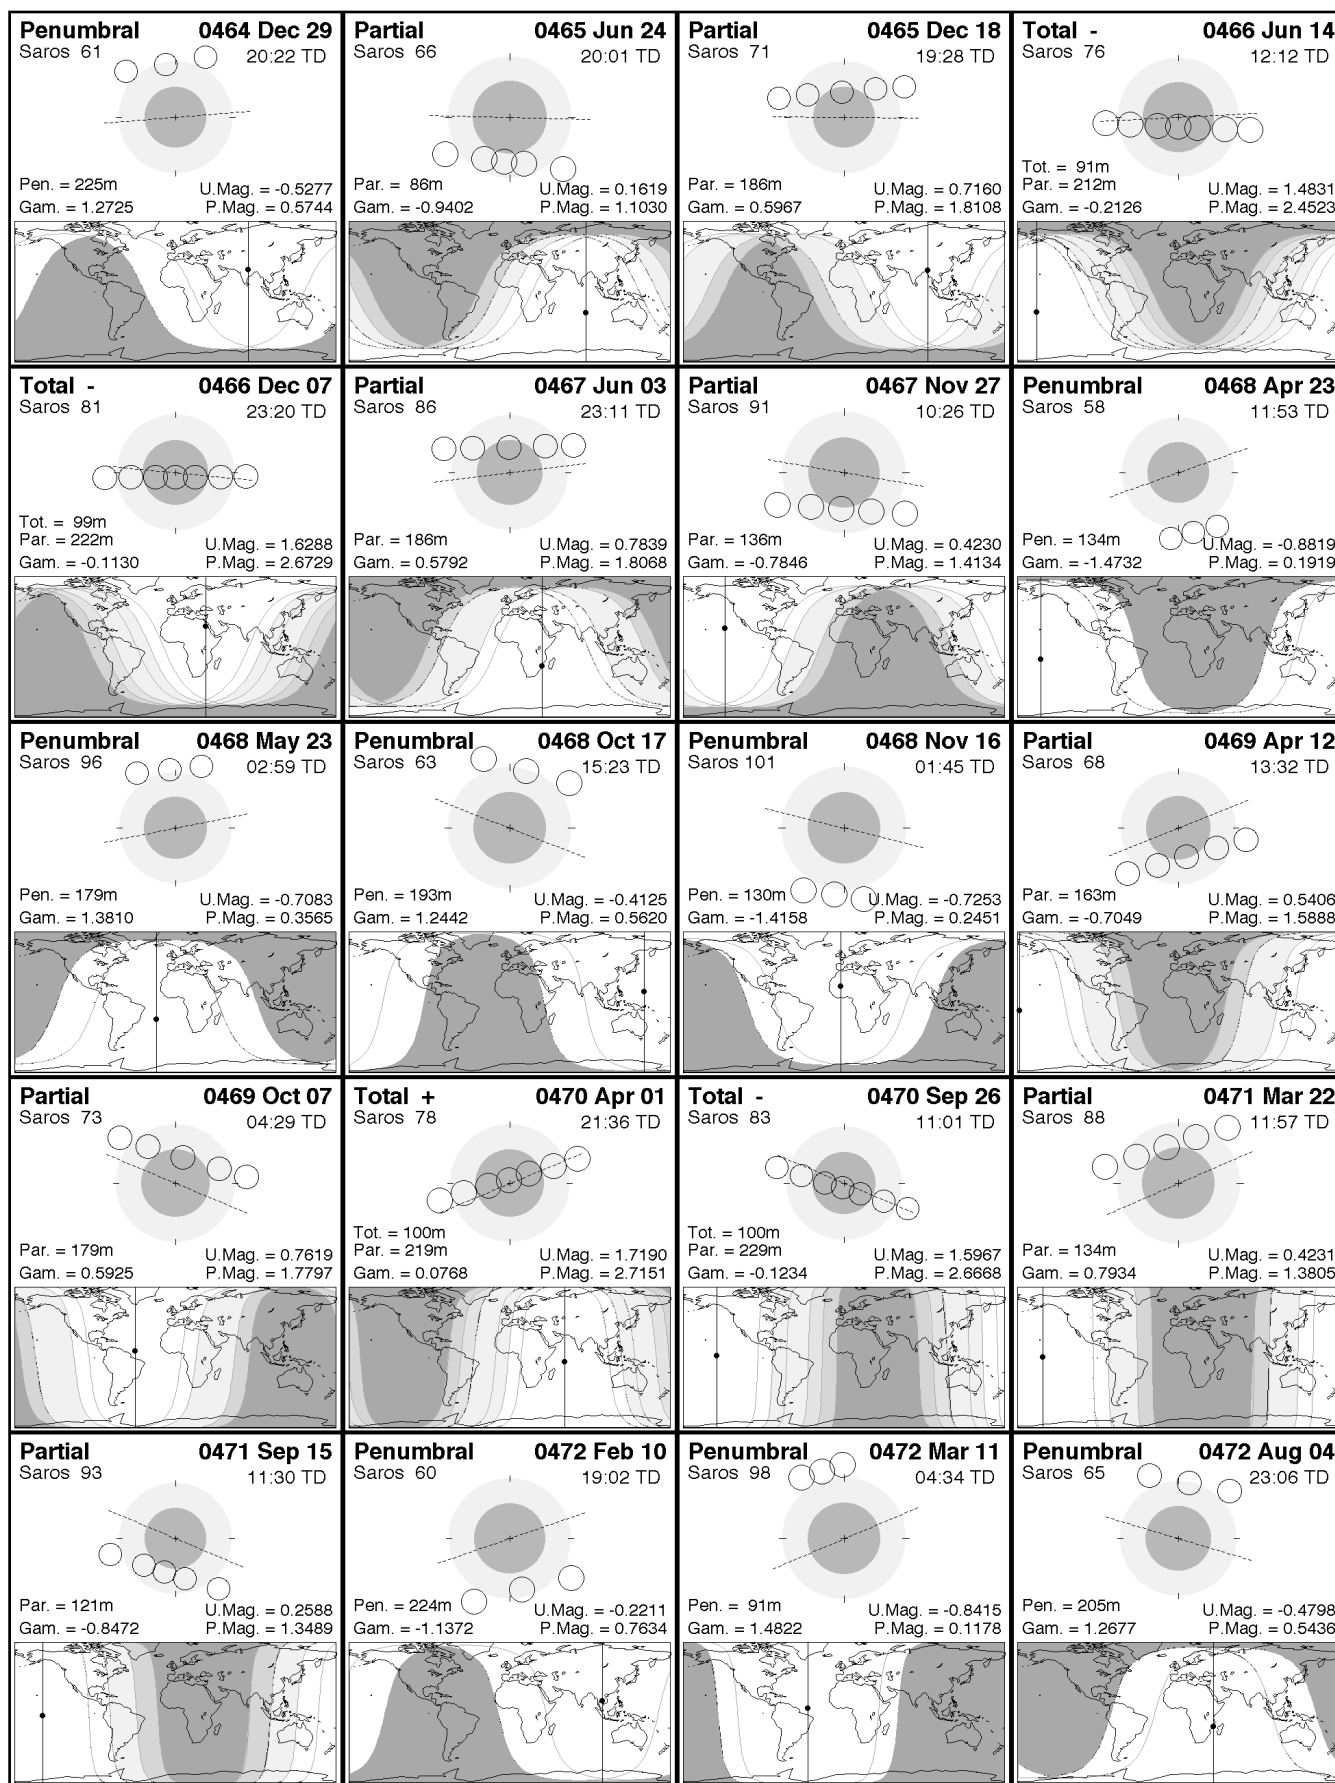 Penumbral 0464 Dec 29
Saros 61 20:22 TD
Pen. = 225m U.Mag. = -0.5277
Gam. = 1.2725 P.Mag. = 0.5744
Partial 0465 Jun 24
Saros 66 20:01 TD
Par. = 86m U.Mag. = 0.1619
Gam. = -0.9402 P.Mag. = 1.1030
Partial 0465 Dec 18
Saros 71 19:28 TD
Par. = 186m U.Mag. = 0.7160
Gam. = 0.5967 P.Mag. = 1.8108
Total - 0466 Jun 14
Saros 76 12:12 TD
Tot. = 91m
Par. = 212m U.Mag. = 1.4831
Gam. = -0.2126 P.Mag. = 2.4523
Total - 0466 Dec 07
Saros 81 23:20 TD
Tot. = 99m
Par. = 222m U.Mag. = 1.6288
Gam. = -0.1130 P.Mag. = 2.6729
Partial 0467 Jun 03
Saros 86 23:11 TD
Par. = 186m U.Mag. = 0.7839
Gam. = 0.5792 P.Mag. = 1.8068
Partial 0467 Nov 27
Saros 91 10:26 TD
Par. = 136m U.Mag. = 0.4230
Gam. = -0.7846 P.Mag. = 1.4134
Penumbral 0468 Apr 23
Saros 58 11:53 TD
Pen. = 134m U.Mag. = -0.8819
Gam. = -1.4732 P.Mag. = 0.1919
Penumbral 0468 May 23
Saros 96 02:59 TD
Pen. = 179m U.Mag. = -0.7083
Gam. = 1.3810 P.Mag. = 0.3565
Penumbral 0468 Oct 17
Saros 63 15:23 TD
Pen. = 193m U.Mag. = -0.4125
Gam. = 1.2442 P.Mag. = 0.5620
Penumbral 0468 Nov 16
Saros 101 01:45 TD
Pen. = 130m U.Mag. = -0.7253
Gam. = -1.4158 P.Mag. = 0.2451
Partial 0469 Apr 12
Saros 68 13:32 TD
Par. = 163m U.Mag. = 0.5406
Gam. = -0.7049 P.Mag. = 1.5888
Partial 0469 Oct 07
Saros 73 04:29 TD
Par. = 179m U.Mag. = 0.7619
Gam. = 0.5925 P.Mag. = 1.7797
Total + 0470 Apr 01
Saros 78 21:36 TD
Tot. = 100m
Par. = 219m U.Mag. = 1.7190
Gam. = 0.0768 P.Mag. = 2.7151
Total - 0470 Sep 26
Saros 83 11:01 TD
Tot. = 100m
Par. = 229m U.Mag. = 1.5967
Gam. = -0.1234 P.Mag. = 2.6668
Partial 0471 Mar 22
Saros 88 11:57 TD
Par. = 134m U.Mag. = 0.4231
Gam. = 0.7934 P.Mag. = 1.3805
Partial 0471 Sep 15
Saros 93 11:30 TD
Par. = 121m U.Mag. = 0.2588
Gam. = -0.8472 P.Mag. = 1.3489
Penumbral 0472 Feb 10
Saros 60 19:02 TD
Pen. = 224m U.Mag. = -0.2211
Gam. = -1.1372 P.Mag. = 0.7634
Penumbral 0472 Mar 11
Saros 98 04:34 TD
Pen. = 91m U.Mag. = -0.8415
Gam. = 1.4822 P.Mag. = 0.1178
Penumbral 0472 Aug 04
Saros 65 23:06 TD
Pen. = 205m U.Mag. = -0.4798
Gam. = 1.2677 P.Mag. = 0.5436